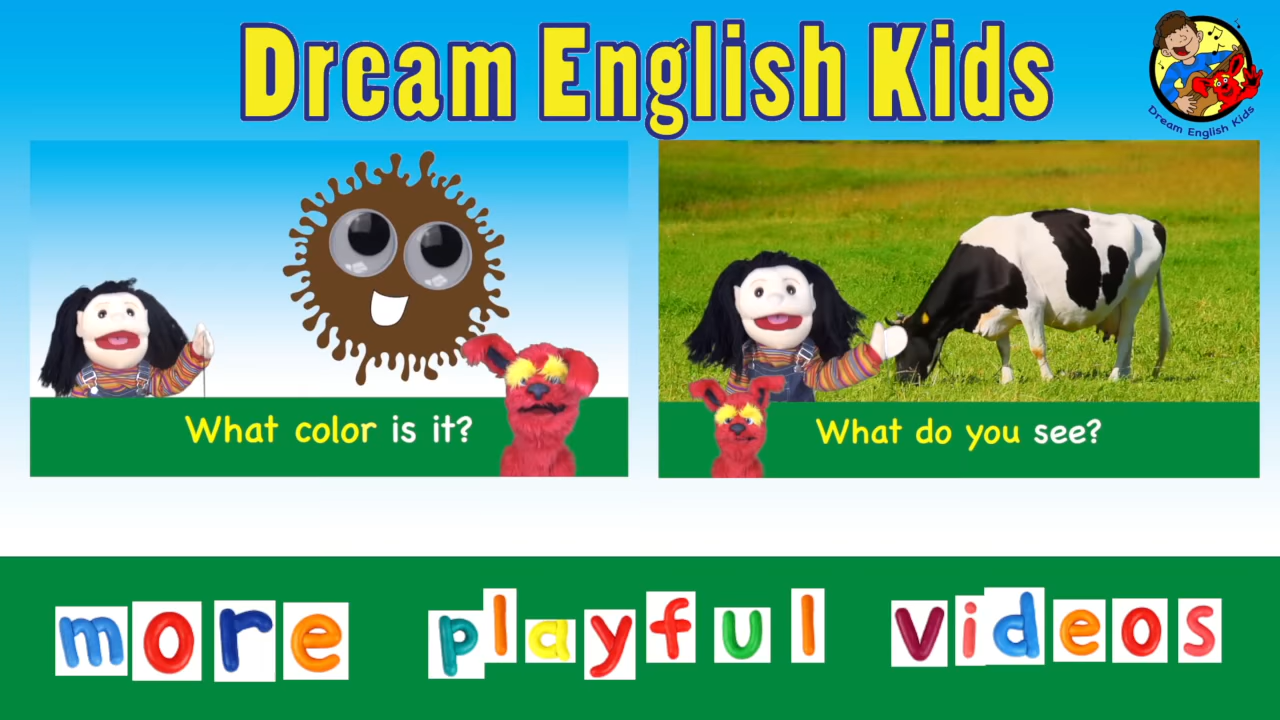 Dream English Kids
Dream English Kids
What color is it?
What do you see?
more playful videos